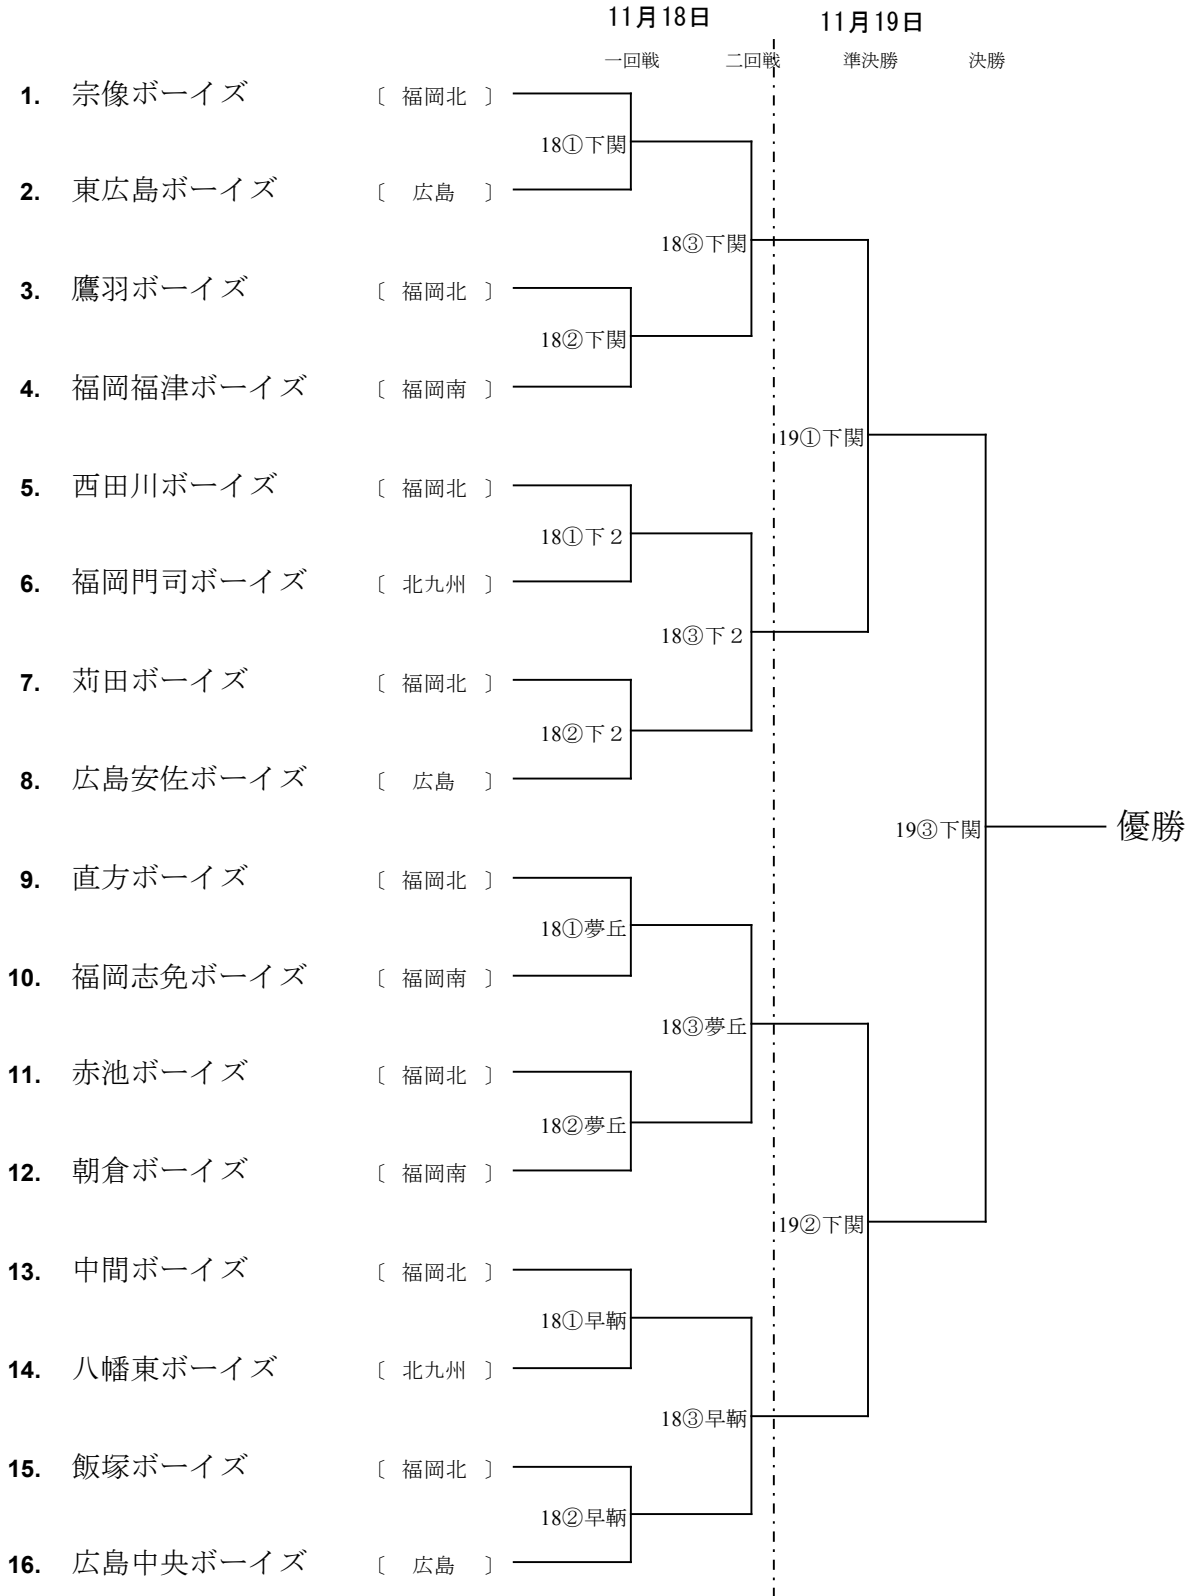 11月18日 11月19日
一回戦 二回戦 準決勝 決勝
1. 宗像ボーイズ 〔 福岡北 〕
18①下関
2. 東広島ボーイズ 〔 広島 〕
18③下関
3. 鷹羽ボーイズ 〔 福岡北 〕
18②下関
4. 福岡福津ボーイズ 〔 福岡南 〕
19①下関
5. 西田川ボーイズ 〔 福岡北 〕
18①下２
6. 福岡門司ボーイズ 〔 北九州 〕
18③下２
7. 苅田ボーイズ 〔 福岡北 〕
18②下２
8. 広島安佐ボーイズ 〔 広島 〕
19③下関 優勝
9. 直方ボーイズ 〔 福岡北 〕
18①夢丘
10. 福岡志免ボーイズ 〔 福岡南 〕
18③夢丘
11. 赤池ボーイズ 〔 福岡北 〕
18②夢丘
12. 朝倉ボーイズ 〔 福岡南 〕
19②下関
13. 中間ボーイズ 〔 福岡北 〕
18①早鞆
14. 八幡東ボーイズ 〔 北九州 〕
18③早鞆
15. 飯塚ボーイズ 〔 福岡北 〕
18②早鞆
16. 広島中央ボーイズ 〔 広島 〕